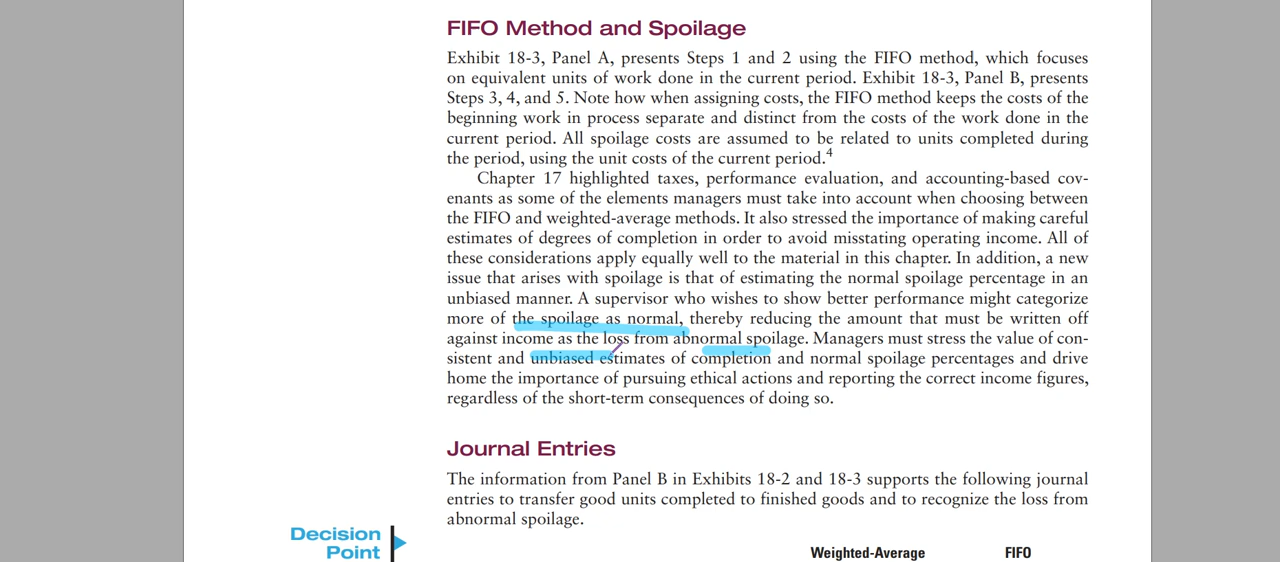 FIFO Method and Spoilage
Exhibit 18-3, Panel A, presents Steps 1 and 2 using the FIFO method, which focuses
on equivalent units of work done in the current period. Exhibit 18-3, Panel B, presents
Steps 3, 4, and 5. Note how when assigning costs, the FIFO method keeps the costs of the
beginning work in process separate and distinct from the costs of the work done in the
current period. All spoilage costs are assumed to be related to units completed during
the period, using the unit costs of the current period.4
Chapter 17 highlighted taxes, performance evaluation, and accounting-based cov-
enants as some of the elements managers must take into account when choosing between
the FIFO and weighted-average methods. It also stressed the importance of making careful
estimates of degrees of completion in order to avoid misstating operating income. All of
these considerations apply equally well to the material in this chapter. In addition, a new
issue that arises with spoilage is that of estimating the normal spoilage percentage in an
unbiased manner. A supervisor who wishes to show better performance might categorize
more of the spoilage as normal, thereby reducing the amount that must be written off
against income as the loss from abnormal spoilage. Managers must stress the value of con-
sistent and unbiased estimates of completion and normal spoilage percentages and drive
home the importance of pursuing ethical actions and reporting the correct income figures,
regardless of the short-term consequences of doing so.
Journal Entries
The information from Panel B in Exhibits 18-2 and 18-3 supports the following journal
entries to transfer good units completed to finished goods and to recognize the loss from
abnormal spoilage.
Decision
Point
Weighted-Average FIFO